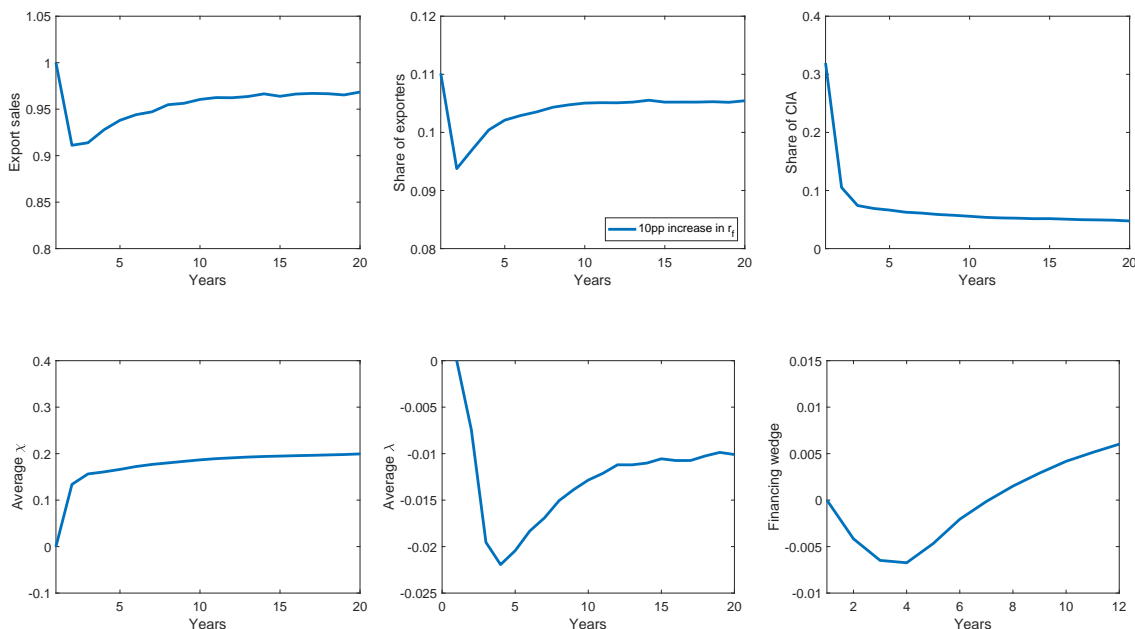 1.05
1
0.95
0.9
0.85
0.8
Export sales
5 10 15 20
Years
0.12
0.11
0.1
0.09
0.08
Share of exporters
10pp increase in r_f
5 10 15 20
Years
0.4
0.3
0.2
0.1
0
Share of CIA
5 10 15 20
Years
0.4
0.3
0.2
0.1
0
-0.1
Average χ
5 10 15 20
Years
0
-0.005
-0.01
-0.015
-0.02
-0.025
Average λ
0 5 10 15 20
Years
0.015
0.01
0.005
0
-0.005
-0.01
Financing wedge
2 4 6 8 10 12
Years